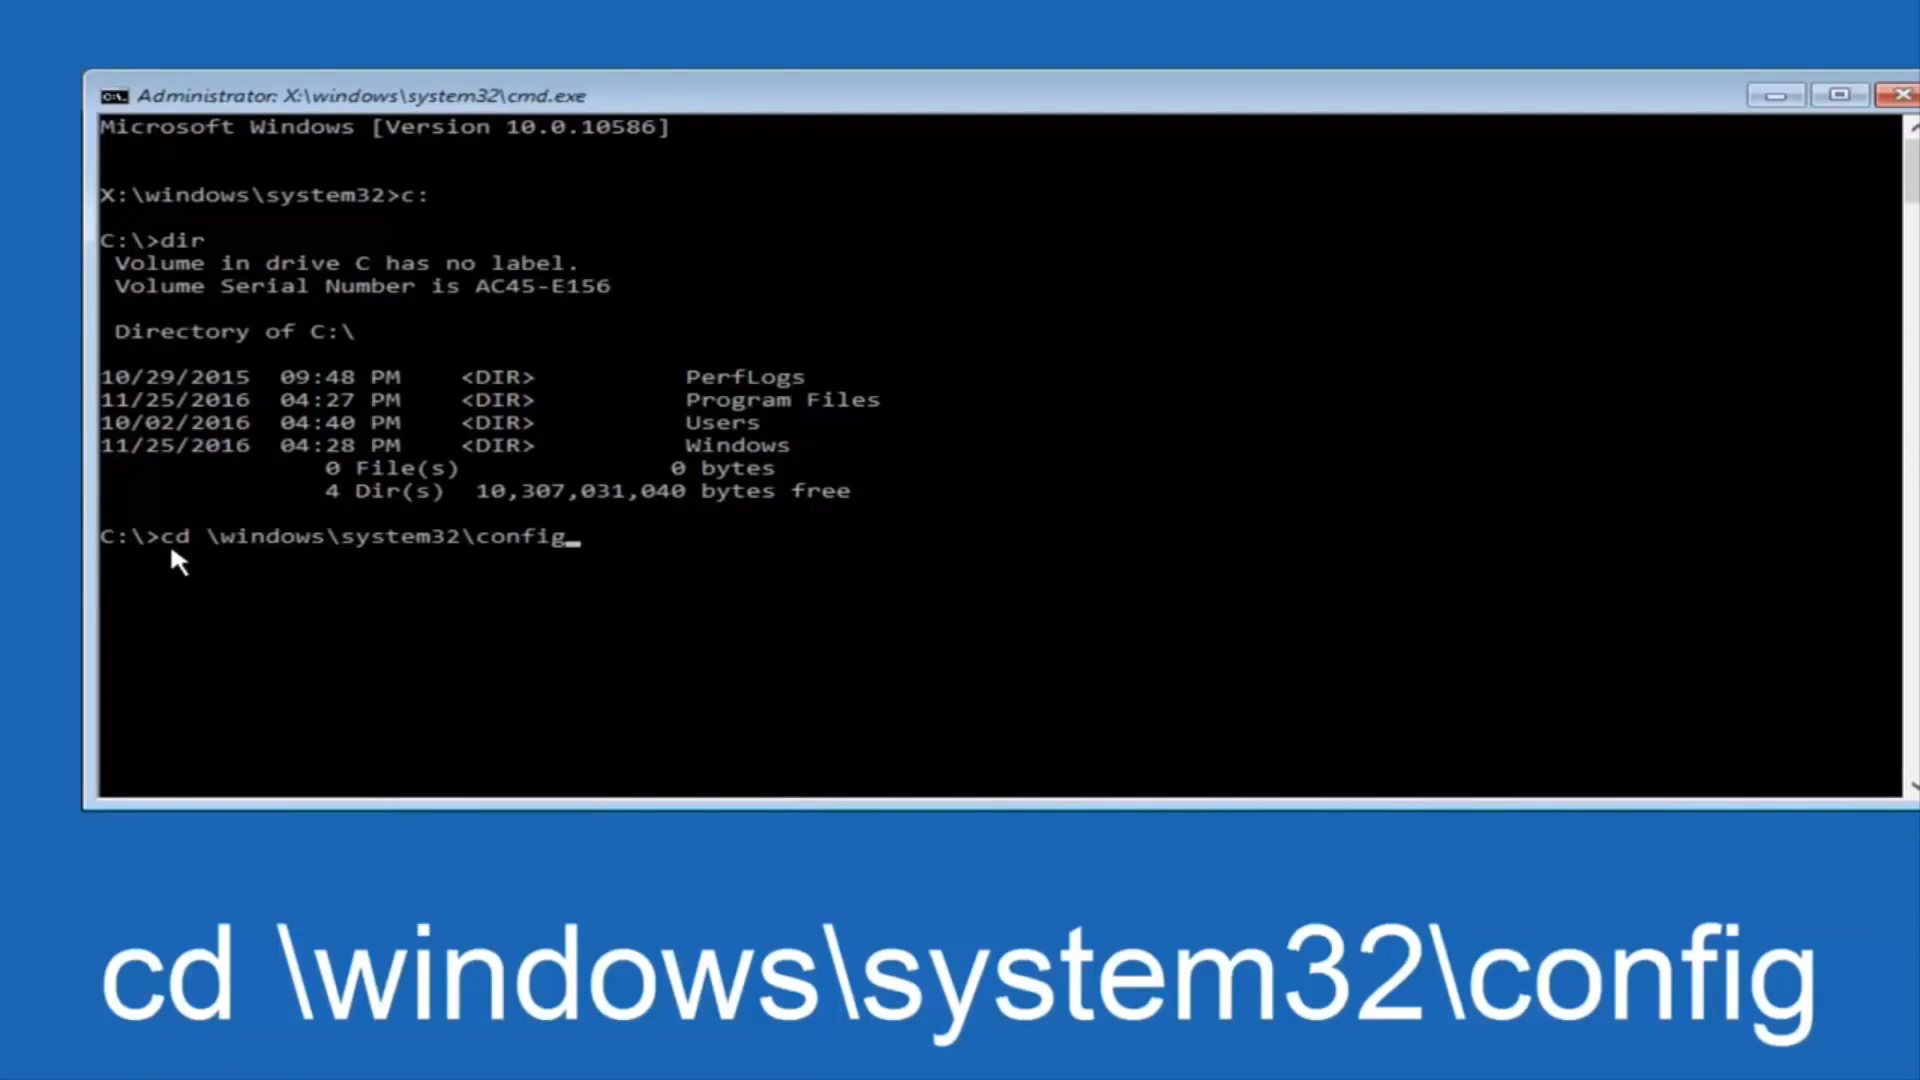 Administrator: X:\windows\system32\cmd.exe
Microsoft Windows [Version 10.0.10586]
X:\windows\system32>c:
C:\>dir
Volume in drive C has no label.
Volume Serial Number is AC45-E156
Directory of C:\
10/29/2015 09:48 PM <DIR> PerfLogs
11/25/2016 04:27 PM <DIR> Program Files
10/02/2016 04:40 PM <DIR> Users
11/25/2016 04:28 PM <DIR> Windows
0 File(s) 0 bytes
4 Dir(s) 10,307,031,040 bytes free
C:\>cd \windows\system32\config_
cd \windows\system32\config